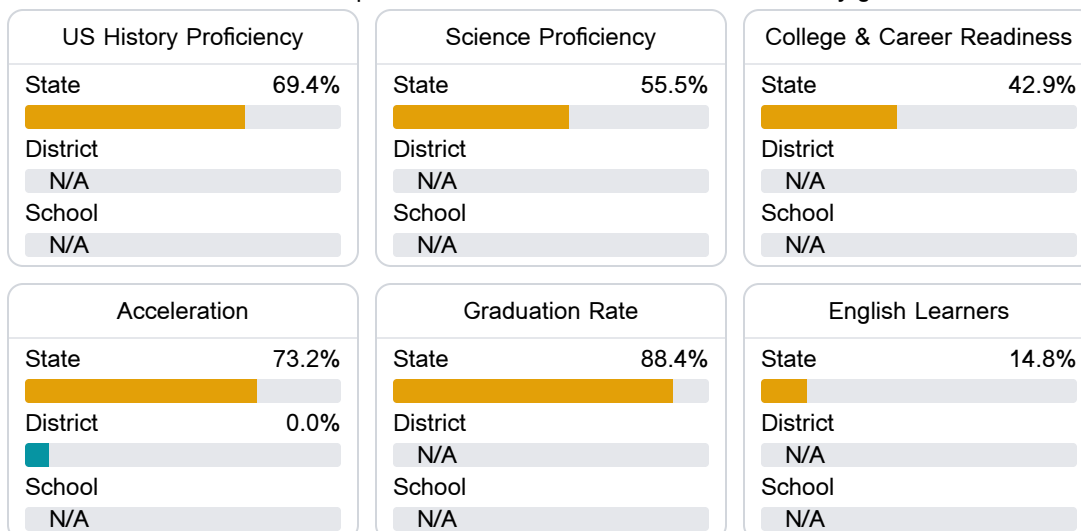 US History Proficiency
State 69.4%
District
N/A
School
N/A
Science Proficiency
State 55.5%
District
N/A
School
N/A
College & Career Readiness
State 42.9%
District
N/A
School
N/A
Acceleration
State 73.2%
District 0.0%
School
N/A
Graduation Rate
State 88.4%
District
N/A
School
N/A
English Learners
State 14.8%
District
N/A
School
N/A